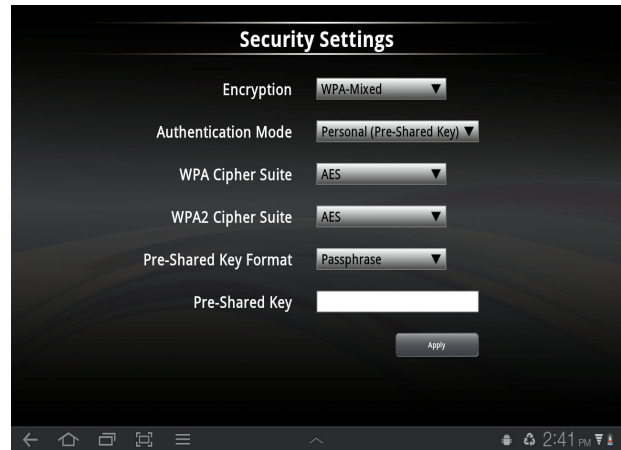 Security Settings
Encryption WPA-Mixed
Authentication Mode Personal (Pre-Shared Key)
WPA Cipher Suite AES
WPA2 Cipher Suite AES
Pre-Shared Key Format Passphrase
Pre-Shared Key
Apply
2:41 PM